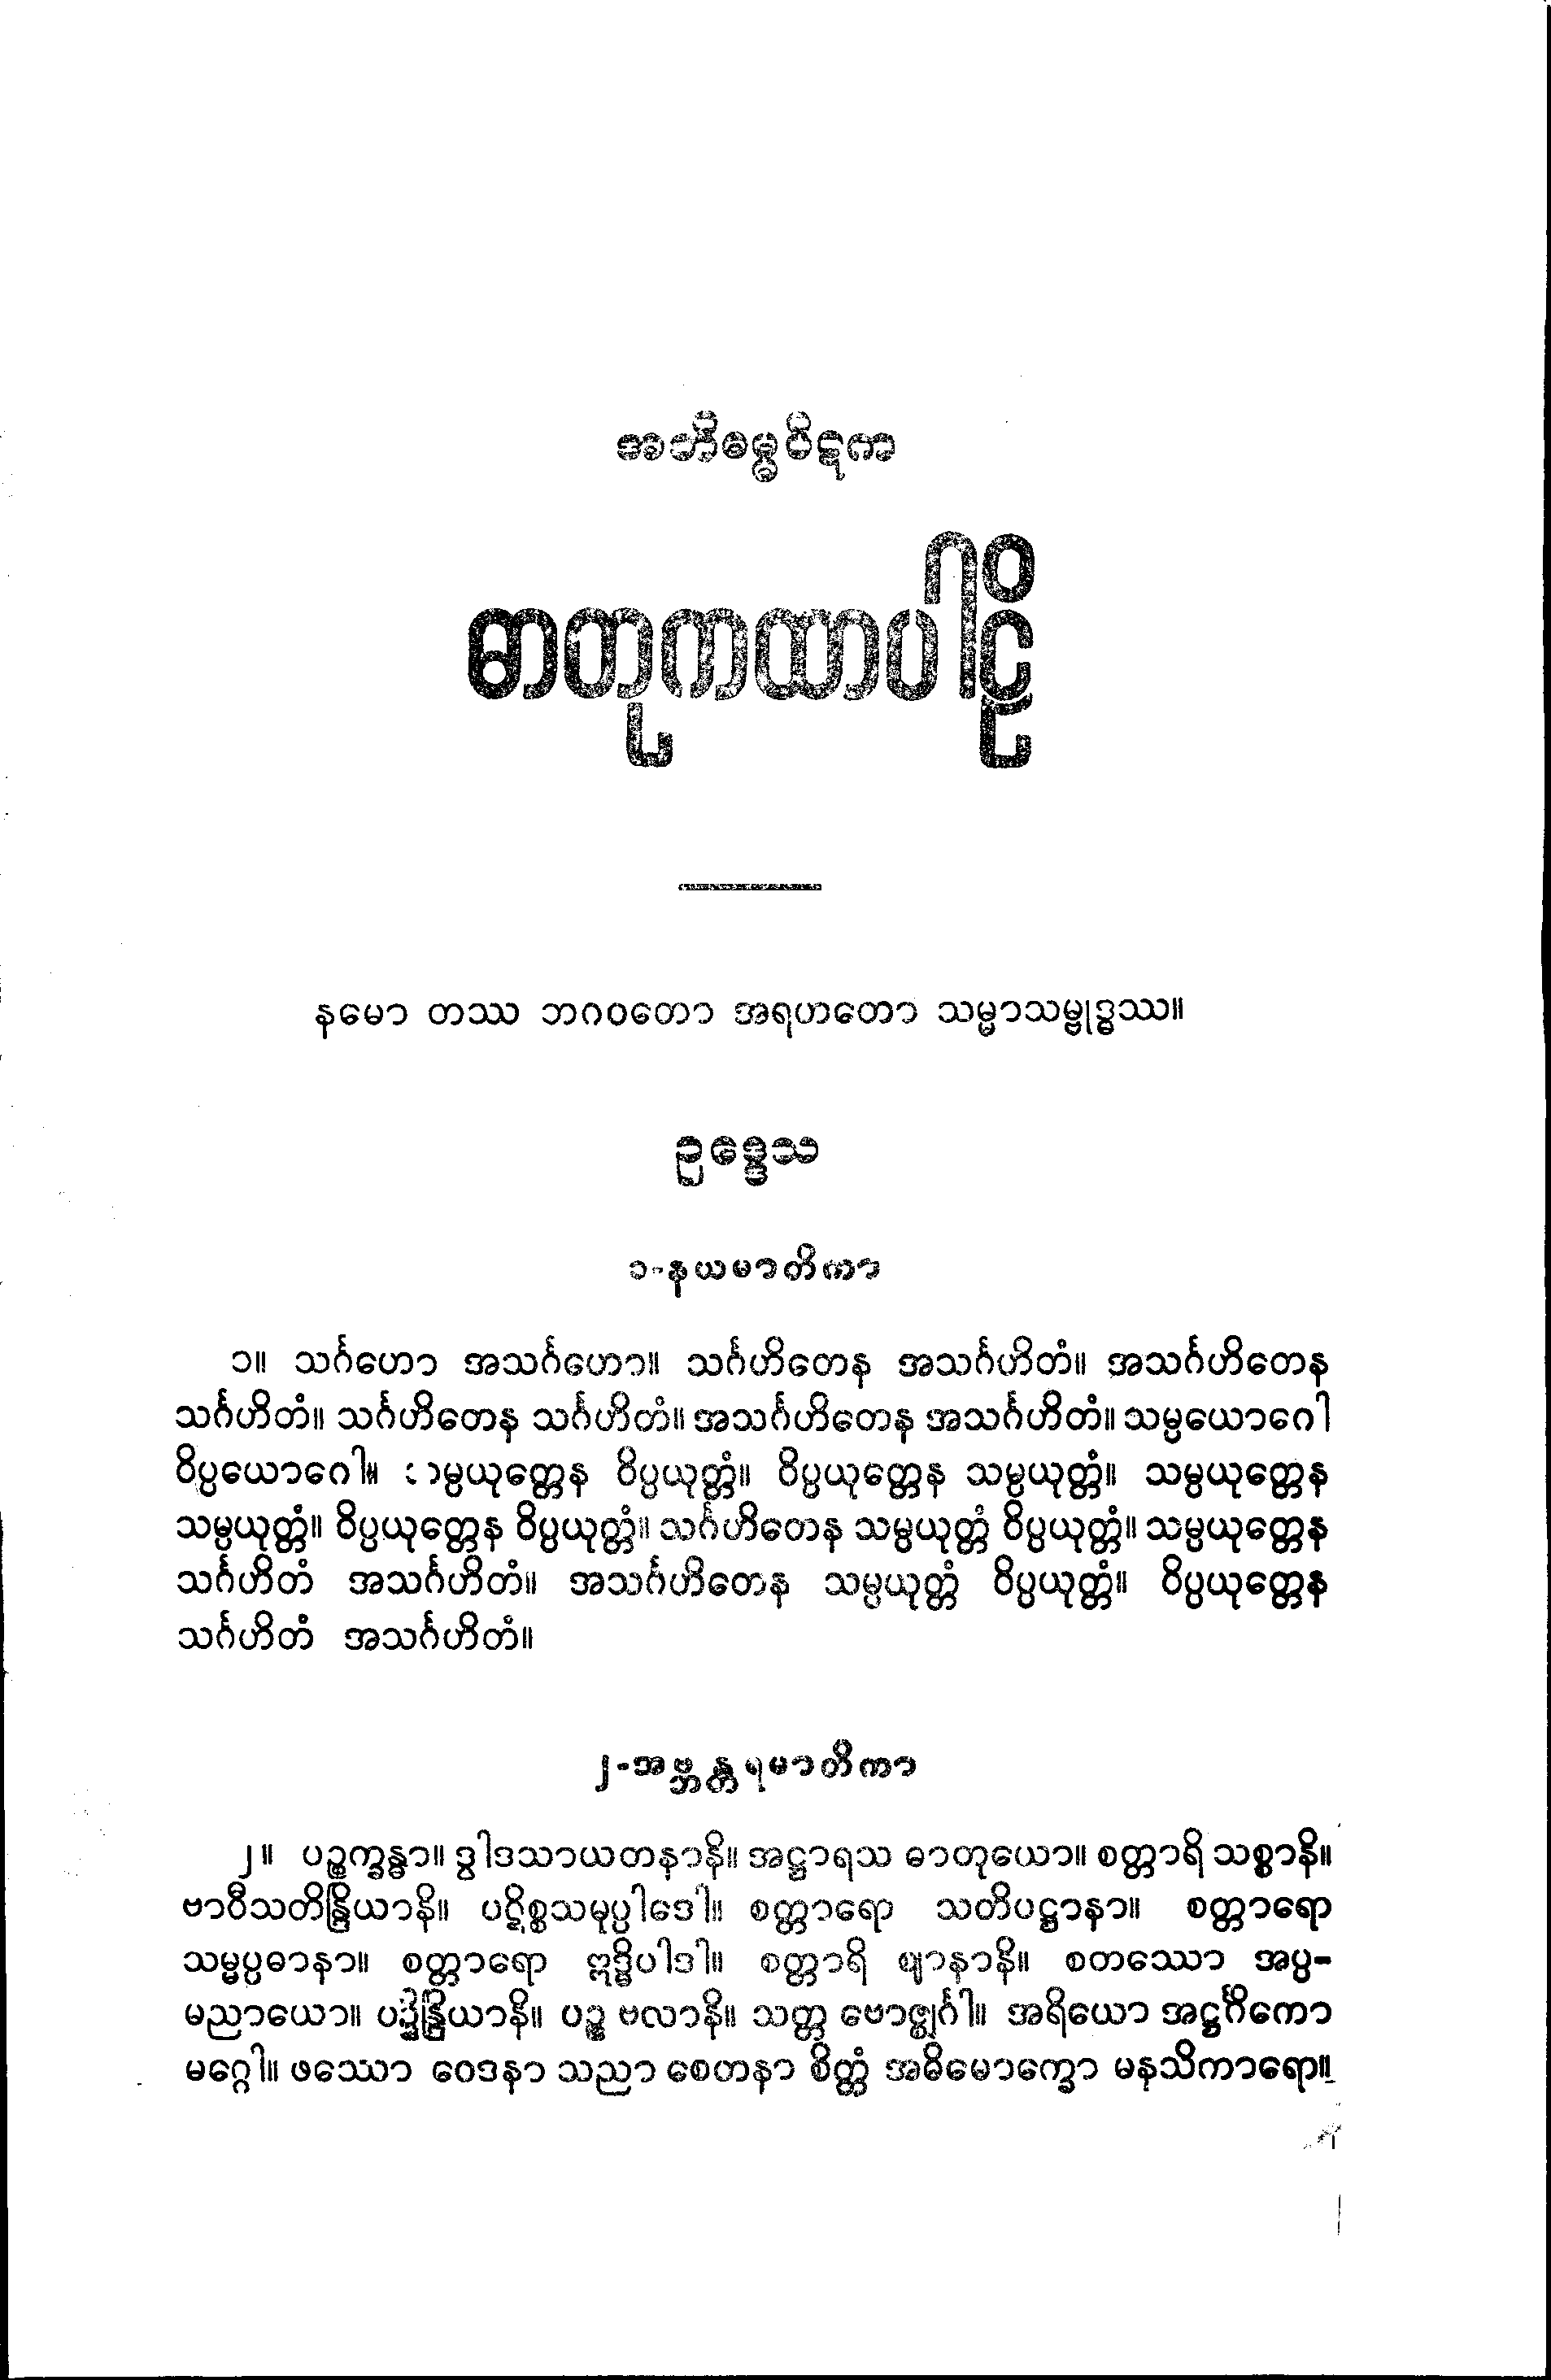 အဘိဓမ္မပိဋက
ဓာတုကထာပါဠိ
နမော တဿ ဘဂဝတော အရဟတော သမ္မာသမ္ဗုဒ္ဓဿ။
ဥဒ္ဒေသ
၁-နယမာတိကာ
၁။ သင်္ဂဟော အသင်္ဂဟော။ သင်္ဂဟိတေန အသင်္ဂဟိတံ။ အသင်္ဂဟိတေန
သင်္ဂဟိတံ။ သင်္ဂဟိတေန သင်္ဂဟိတံ။ အသင်္ဂဟိတေန အသင်္ဂဟိတံ။ သမ္ပယောဂေါ
ဝိပ္ပယောဂေါ။ ဝိပ္ပယုတ္တံ။ ဝိပ္ပယုတ္တေန သမ္ပယုတ္တံ။ သမ္ပယုတ္တေန
သမ္ပယုတ္တံ။ ဝိပ္ပယုတ္တေန ဝိပ္ပယုတ္တံ။ သင်္ဂဟိတေန သမ္ပယုတ္တံ ဝိပ္ပယုတ္တံ။ သမ္ပယုတ္တေန
သင်္ဂဟိတံ အသင်္ဂဟိတံ။ အသင်္ဂဟိတေန သမ္ပယုတ္တံ ဝိပ္ပယုတ္တံ။ ဝိပ္ပယုတ္တေန
သင်္ဂဟိတံ အသင်္ဂဟိတံ။
၂-အဗ္ဘန္တရမာတိကာ
၂။ ပဉ္စက္ခန္ဓာ။ ဒွါဒသာယတနာနိ။ အဋ္ဌာရသ ဓာတုယော။ စတ္တာရိ သစ္စာနိ။
ဗာဝီသတိန္ဒြိယာနိ။ ပဋိစ္စသမုပ္ပါဒေါ။ စတ္တာရော သတိပဋ္ဌာနာ။ စတ္တာရော
သမ္မပ္ပဓာနာ။ စတ္တာရော ဣဒ္ဓိပါဒါ။ စတ္တာရိ ဈာနာနိ။ စတဿော အပ္ပ-
မညာယော။ ပဉ္စိန္ဒြိယာနိ။ ပဉ္စ ဗလာနိ။ သတ္တ ဗောဇ္ဈင်္ဂါ။ အရိယော အဋ္ဌင်္ဂိကော
မဂ္ဂေါ။ ဖဿော ဝေဒနာ သညာ စေတနာ စိတ္တံ အဓိမောက္ခော မနသိကာရော။